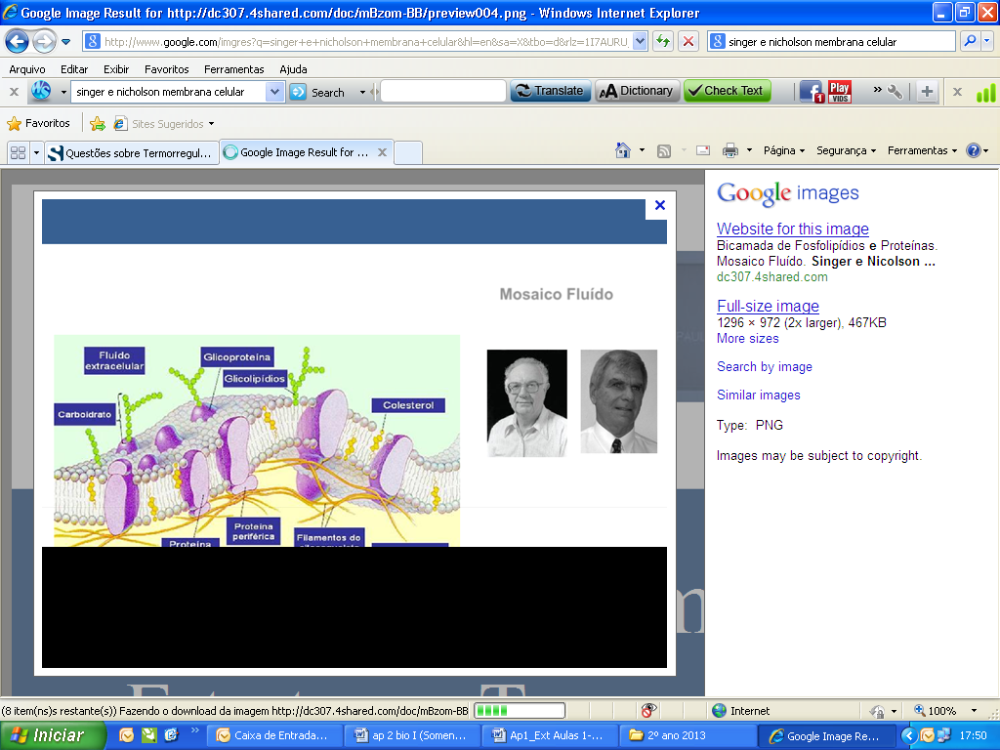 Google Image Result for http://dc307.4shared.com/doc/mBzom-BB/preview004.png - Windows Internet Explorer
http://www.google.com/imgres?q=singer+e+nicholson+membrana+celular&hl=en&sa=X&tbo=d&rlz=1I7AURU_
singer e nicholson membrana celular
Arquivo Editar Exibir Favoritos Ferramentas Ajuda
singer e nicholson membrana celular Search Translate Dictionary Check Text 1 Play VIDS
Favoritos Sites Sugeridos
Questões sobre Termorregul... Google Image Result for ... Página Segurança Ferramentas
Google images
Website for this image
Bicamada de Fosfolipídios e Proteínas.
Mosaico Fluído. Singer e Nicolson ...
dc307.4shared.com
Full-size image
1296 × 972 (2x larger), 467KB
More sizes
Search by image
Similar images
Type: PNG
Images may be subject to copyright.
Mosaico Fluído
Fluído
extracelular
Glicoproteína
Glicolipídios
Carboidrato
Colesterol
Proteína
Proteína
periférica
Filamentos do
(8 item(n)s restante(s)) Fazendo o download da imagem http://dc307.4shared.com/doc/mBzom-BB Internet 100%
Iniciar Caixa de Entrada... ap 2 bio I (Somen... Ap1_Ext Aulas 1-... 2º ano 2013 Google Image Re... 17:50